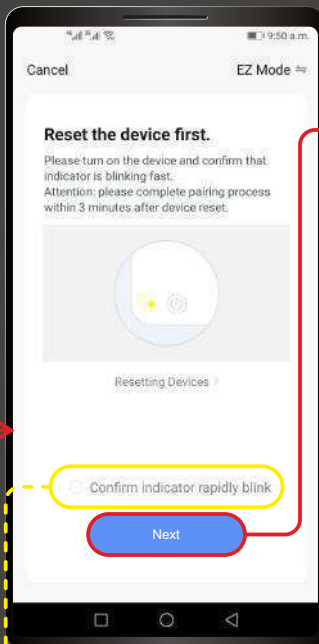 9:50 a.m.
Cancel
EZ Mode
Reset the device first.
Please turn on the device and confirm that
indicator is blinking fast.
Attention: please complete pairing process
within 3 minutes after device reset.
Resetting Devices
Confirm indicator rapidly blink
Next